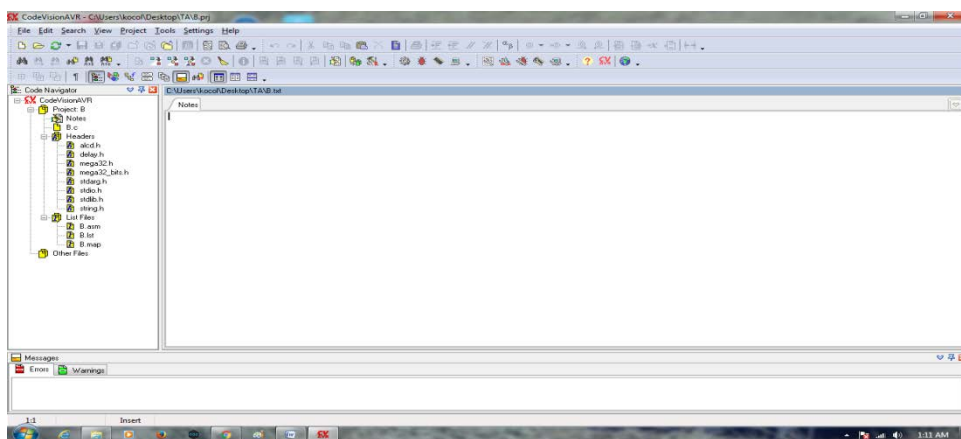 CodeVisionAVR - C:\Users\kocol\Desktop\TA\B.prj
File Edit Search View Project Tools Settings Help
Code Navigator
C:\Users\kocol\Desktop\TA\B.txt
CodeVisionAVR
Notes
Project: B
Notes
B.c
Headers
alcd.h
delay.h
mega32.h
mega32_bits.h
stdarg.h
stdio.h
stdlib.h
string.h
List Files
B.asm
B.lst
B.map
Other Files
Messages
Errors Warnings
1:1 Insert
1:11 AM